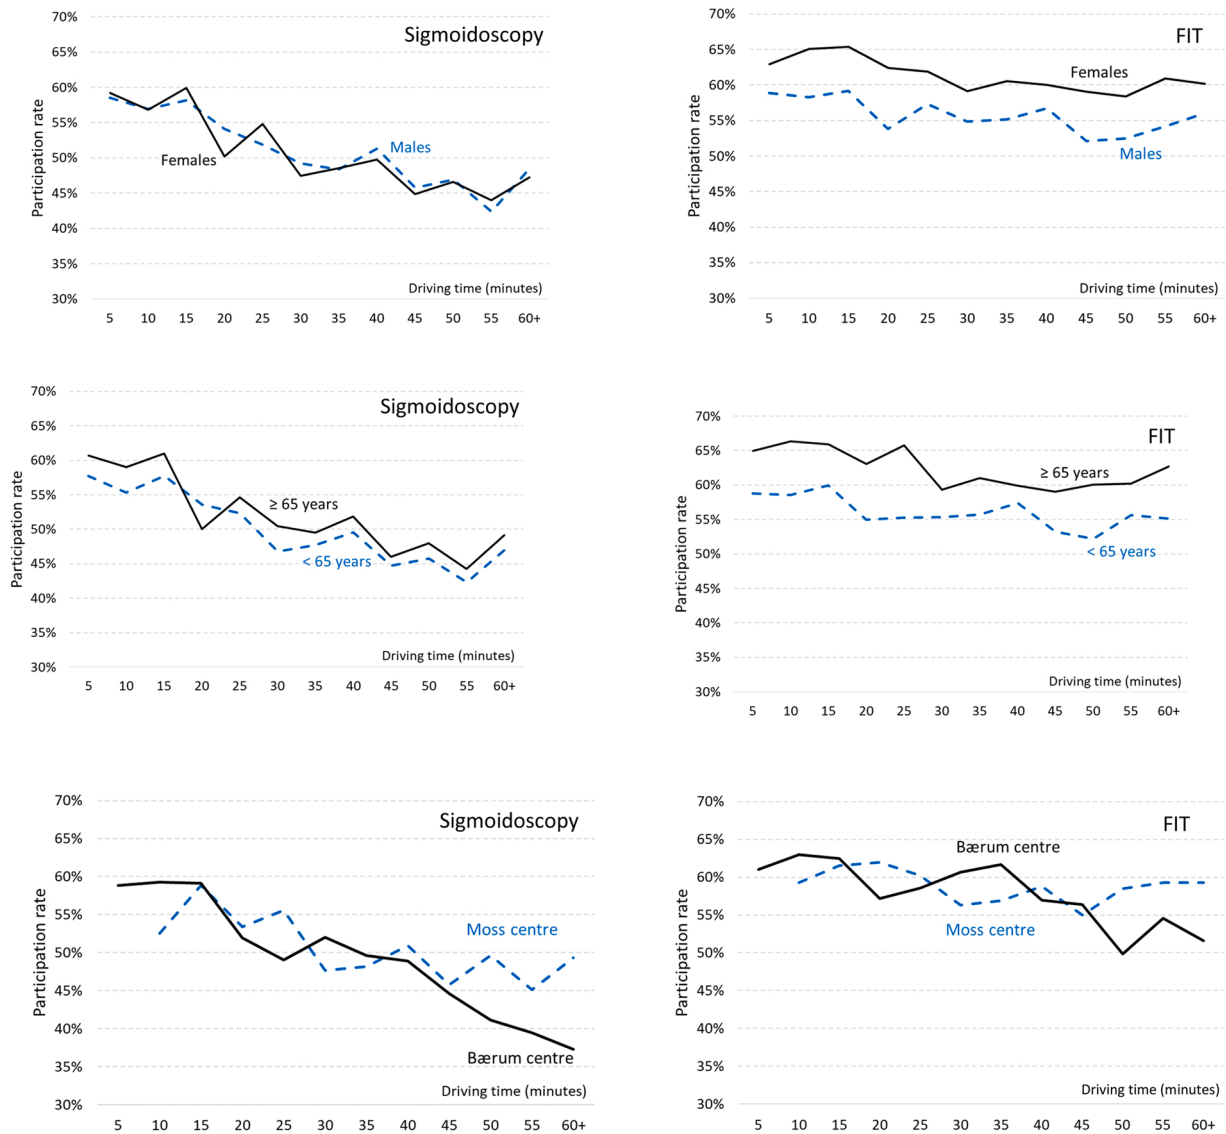 70%
Sigmoidoscopy
65%
60%
55%
50%
45%
40%
35%
30%
Participation rate
Females
Males
Driving time (minutes)
5 10 15 20 25 30 35 40 45 50 55 60+
70%
FIT
65%
60%
55%
50%
45%
40%
35%
30%
Participation rate
Females
Males
Driving time (minutes)
5 10 15 20 25 30 35 40 45 50 55 60+
70%
Sigmoidoscopy
65%
60%
55%
50%
45%
40%
35%
30%
Participation rate
≥ 65 years
< 65 years
Driving time (minutes)
5 10 15 20 25 30 35 40 45 50 55 60+
70%
FIT
65%
60%
55%
50%
45%
40%
35%
30%
Participation rate
≥ 65 years
< 65 years
Driving time (minutes)
5 10 15 20 25 30 35 40 45 50 55 60+
70%
Sigmoidoscopy
65%
60%
55%
50%
45%
40%
35%
30%
Participation rate
Moss centre
Bærum centre
Driving time (minutes)
5 10 15 20 25 30 35 40 45 50 55 60+
70%
FIT
65%
60%
55%
50%
45%
40%
35%
30%
Participation rate
Bærum centre
Moss centre
Driving time (minutes)
5 10 15 20 25 30 35 40 45 50 55 60+